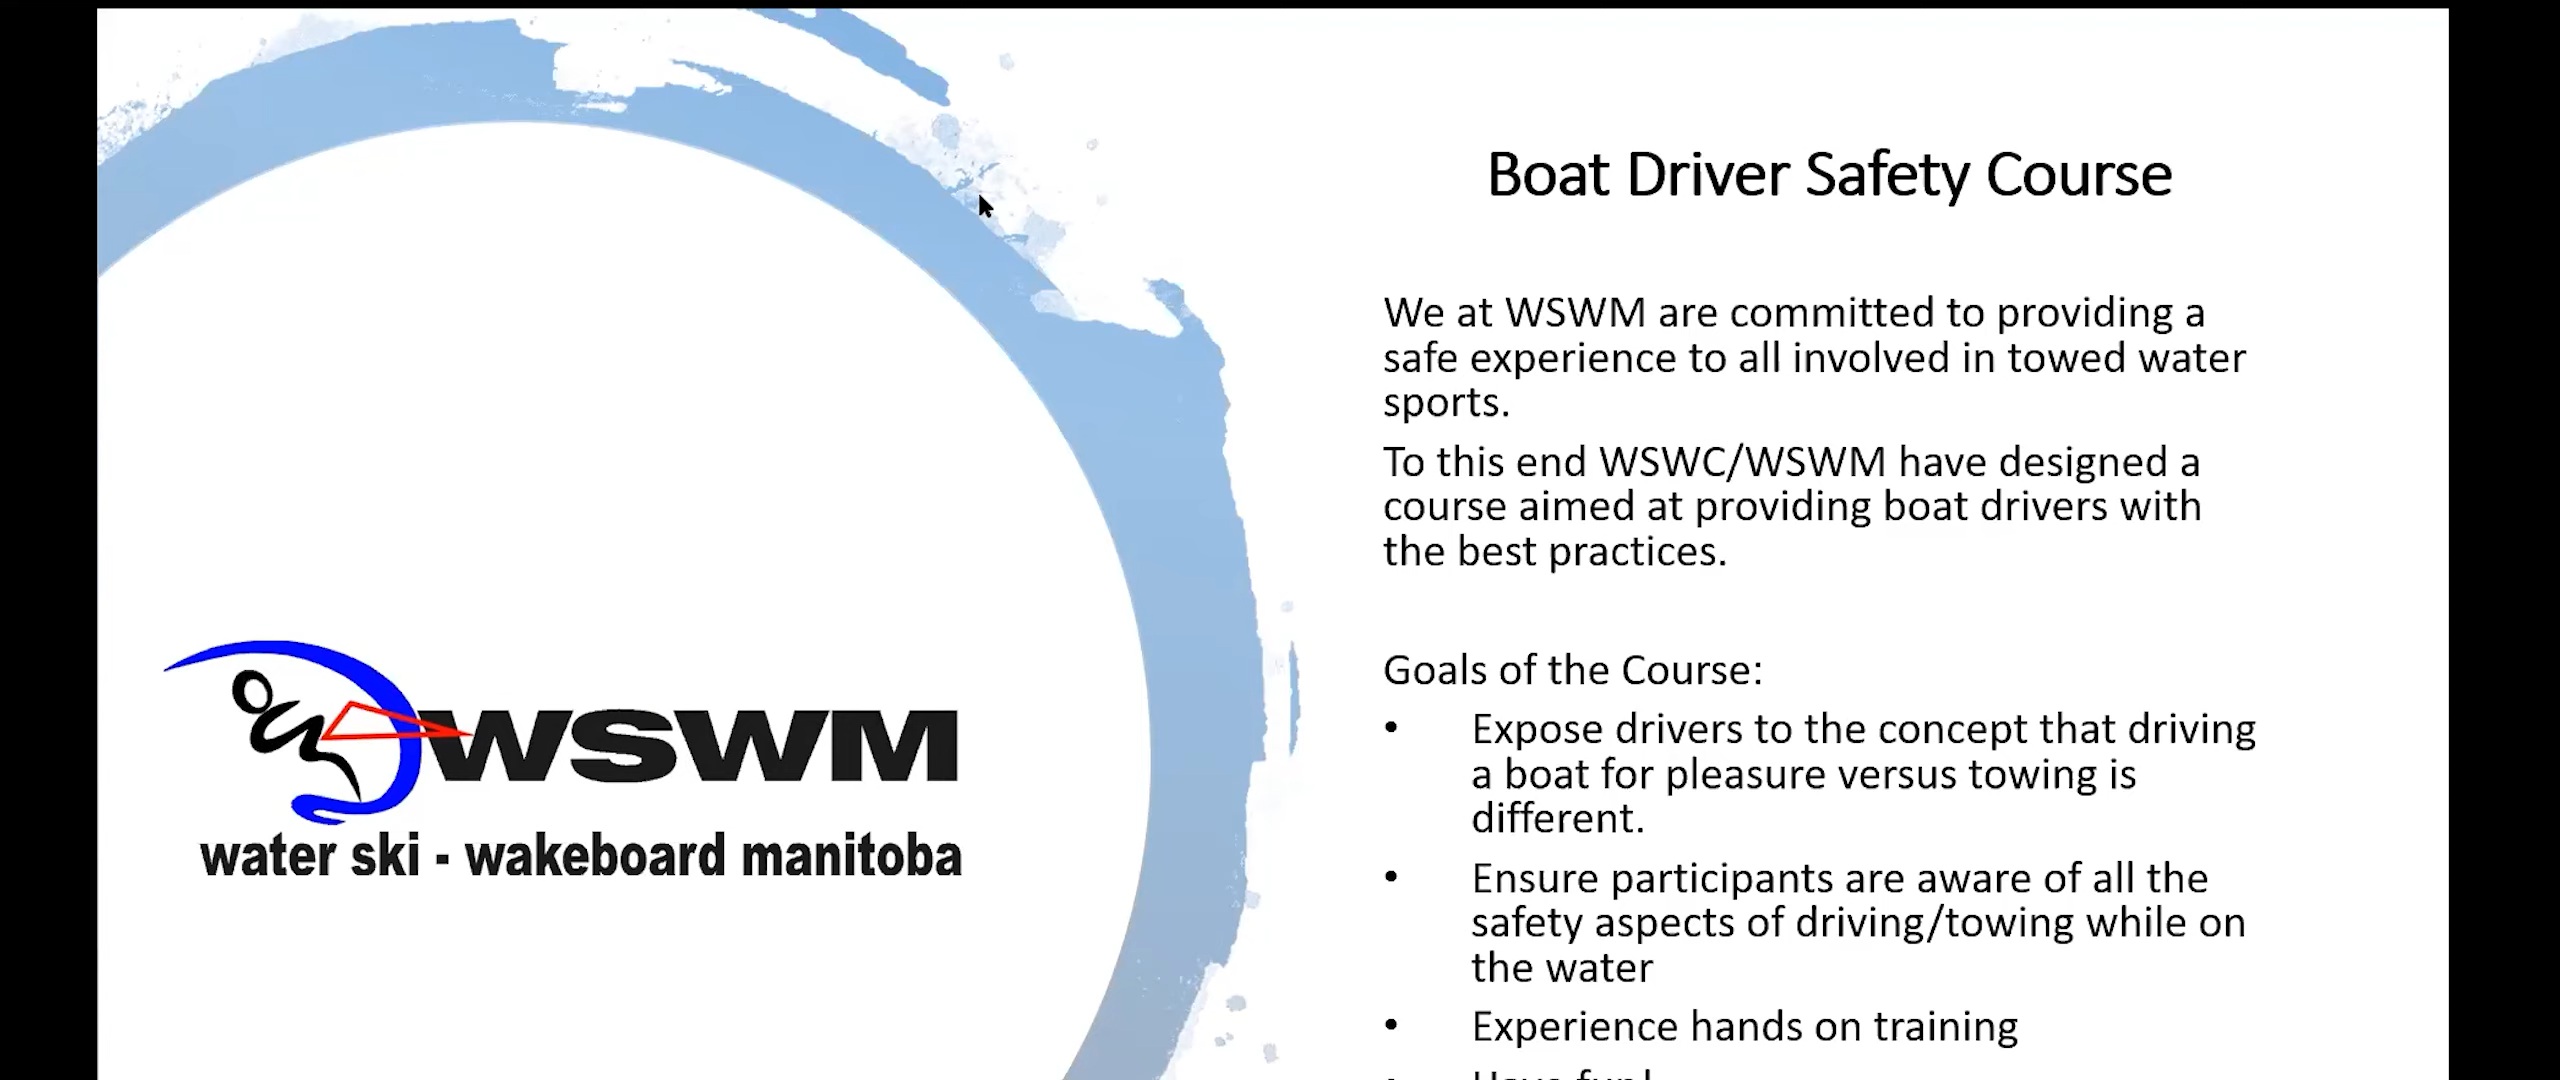 Boat Driver Safety Course
We at WSWM are committed to providing a
safe experience to all involved in towed water
sports.
To this end WSWC/WSWM have designed a
course aimed at providing boat drivers with
the best practices.
Goals of the Course:
• Expose drivers to the concept that driving
a boat for pleasure versus towing is
different.
• Ensure participants are aware of all the
safety aspects of driving/towing while on
the water
• Experience hands on training
WSWM
water ski - wakeboard manitoba